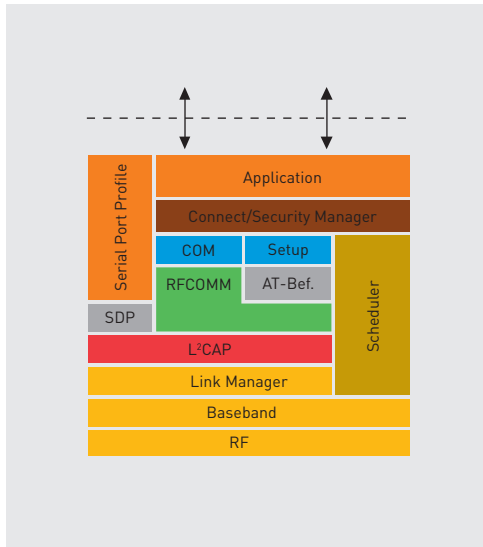 Serial Port Profile
Application
Connect/Security Manager
COM
Setup
RFCOMM
AT-Bef.
Scheduler
SDP
L²CAP
Link Manager
Baseband
RF